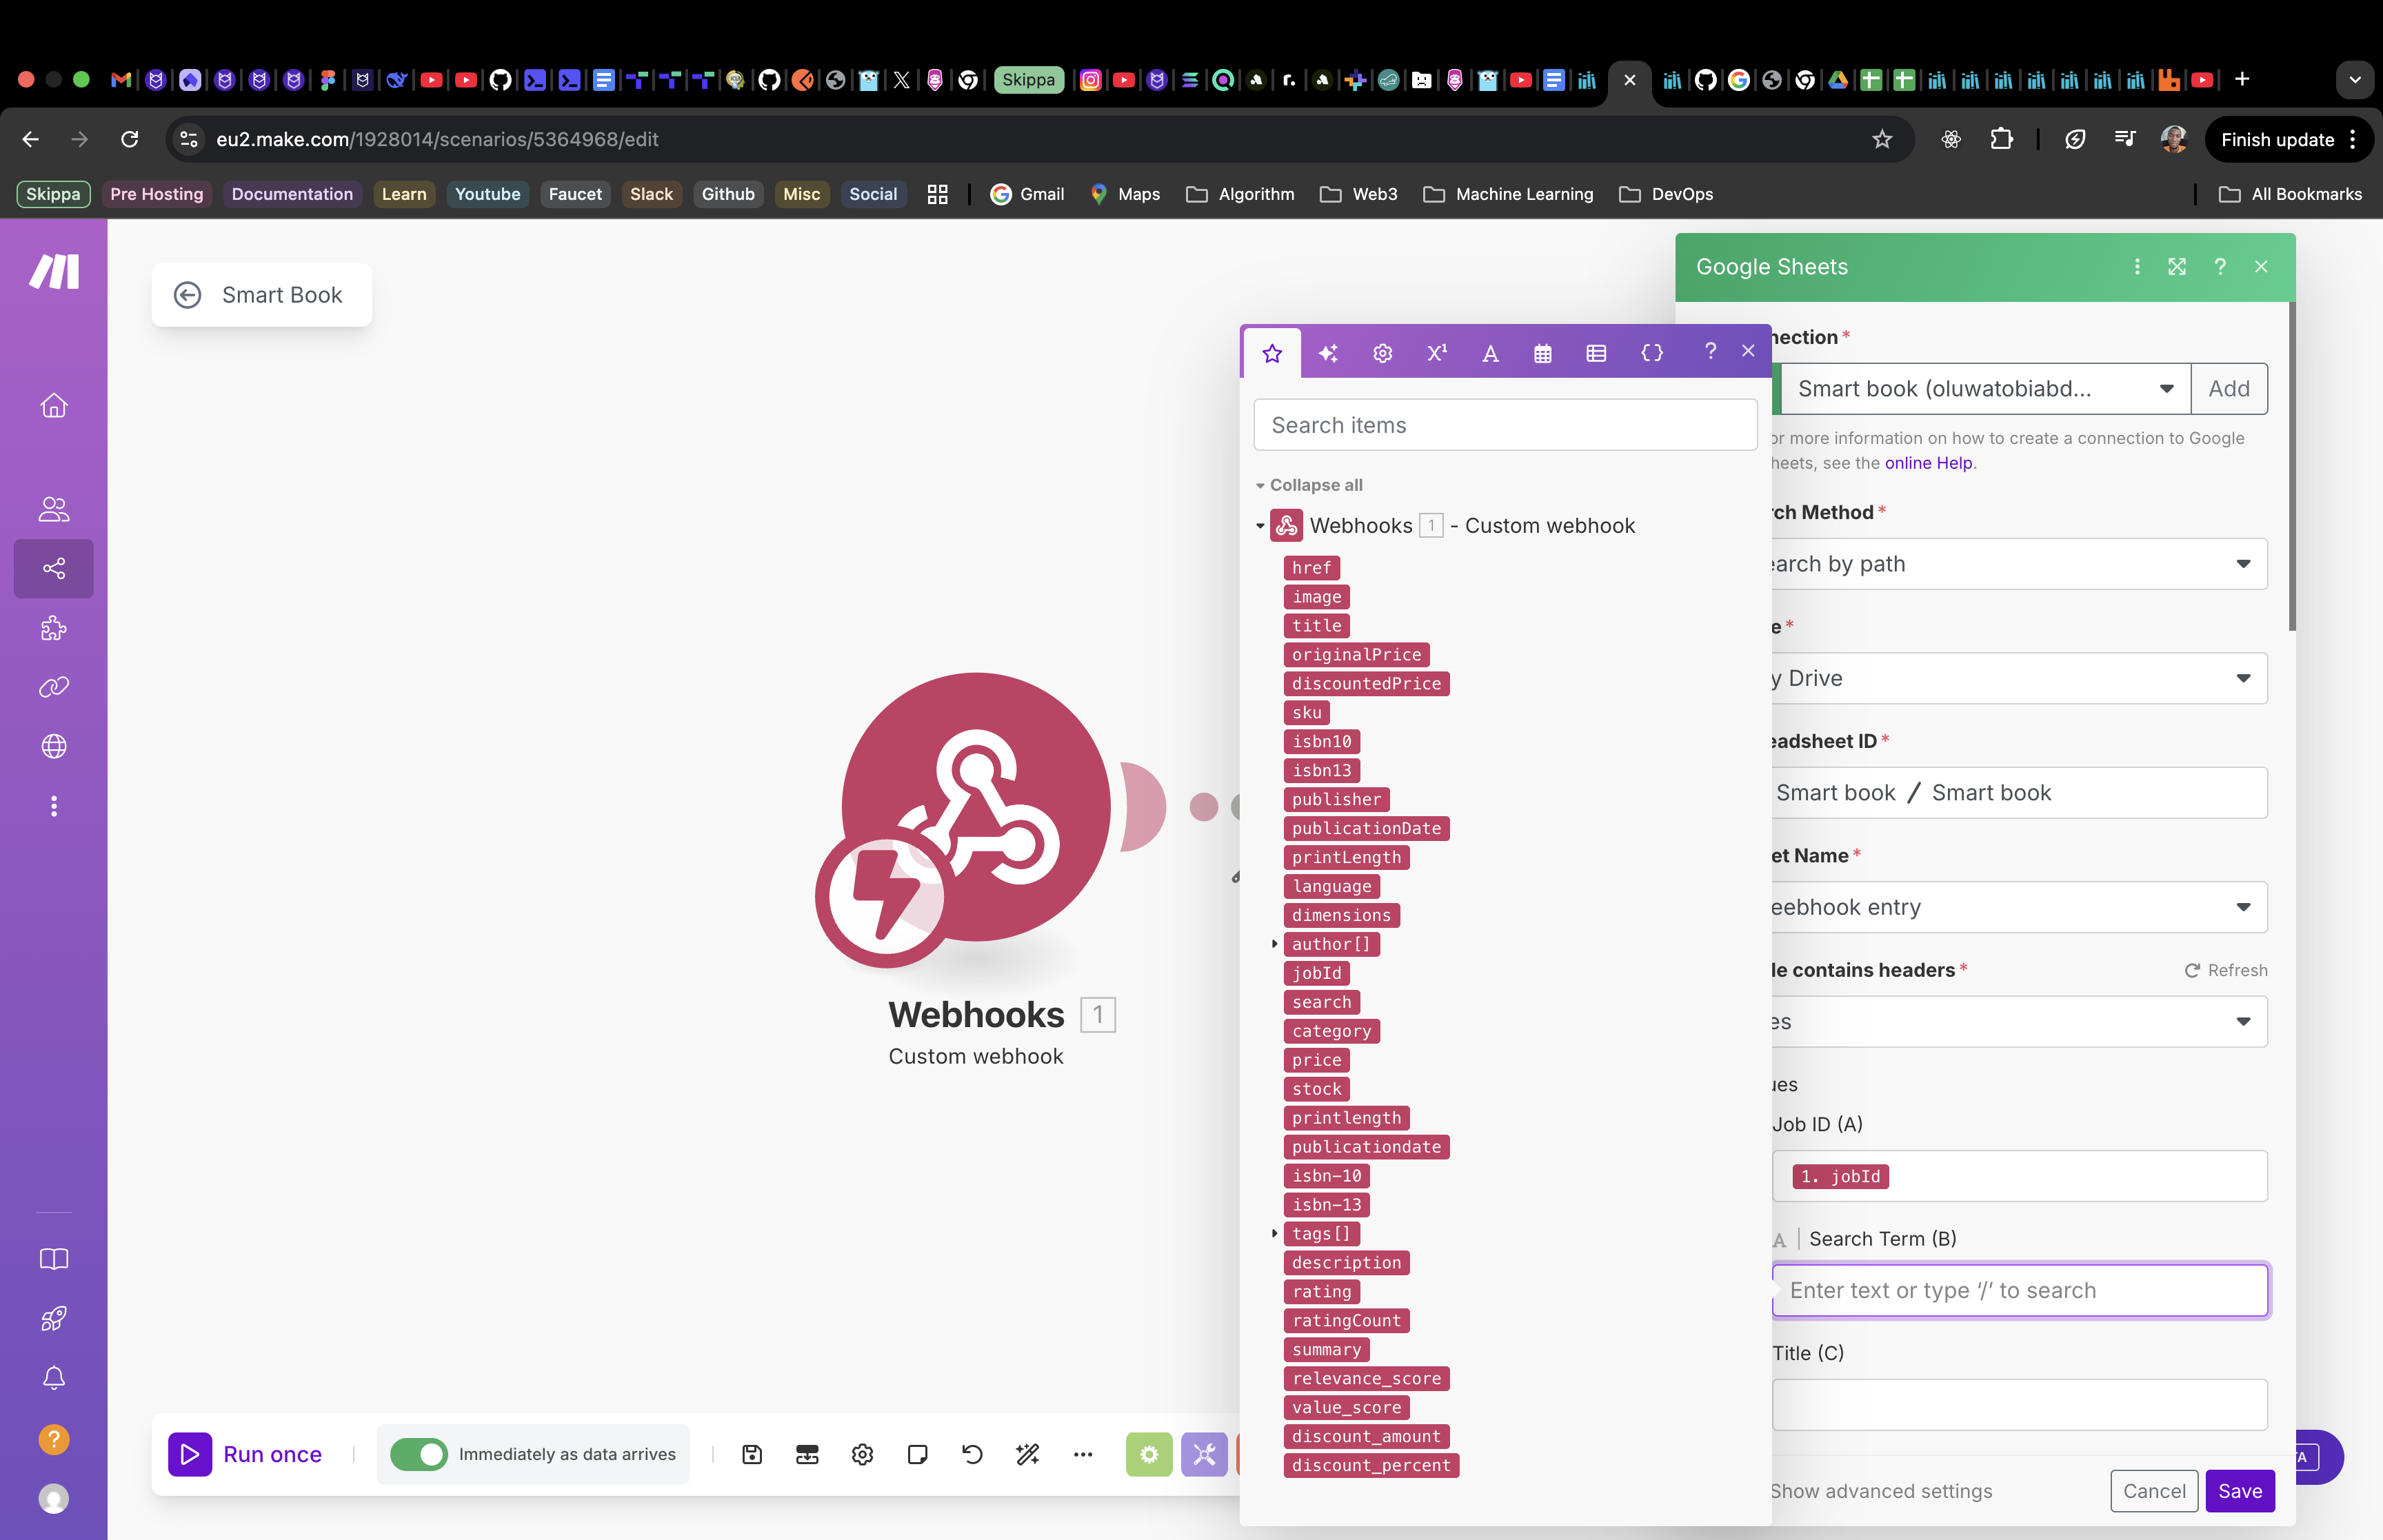 Skippa
eu2.make.com/1928014/scenarios/5364968/edit
Finish update
Skippa
Pre Hosting
Documentation
Learn
Youtube
Faucet
Slack
Github
Misc
Social
Gmail
Maps
Algorithm
Web3
Machine Learning
DevOps
All Bookmarks
Smart Book
Webhooks 1
Custom webhook
Run once
Immediately as data arrives
Search items
Collapse all
Webhooks 1 - Custom webhook
href
image
title
originalPrice
discountedPrice
sku
isbn10
isbn13
publisher
publicationDate
printLength
language
dimensions
author[]
jobId
search
category
price
stock
printlength
publicationdate
isbn-10
isbn-13
tags[]
description
rating
ratingCount
summary
relevance_score
value_score
discount_amount
discount_percent
Google Sheets
nection *
Smart book (oluwatobiabd...
Add
or more information on how to create a connection to Google
heets, see the online Help.
rch Method *
earch by path
e *
y Drive
eadsheet ID *
Smart book / Smart book
et Name *
eebhook entry
le contains headers *
Refresh
es
ues
Job ID (A)
1. jobId
A | Search Term (B)
Enter text or type ‘/’ to search
Title (C)
Show advanced settings
Cancel
Save
TA